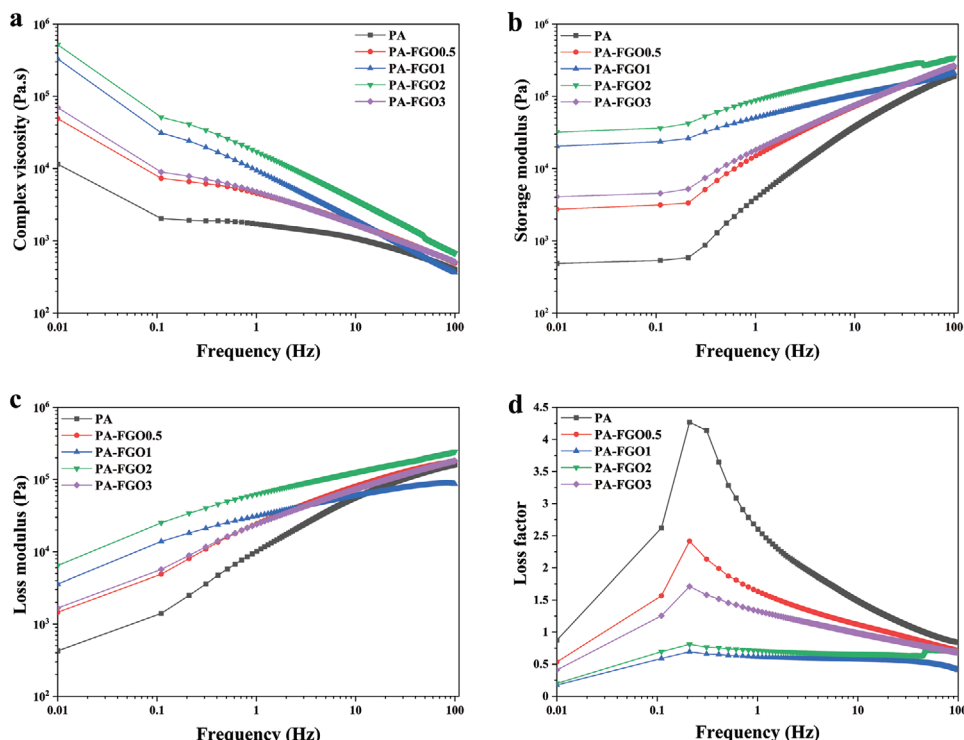 a
Complex viscosity (Pa.s)
10⁶
10⁵
10⁴
10³
10²
PA
PA-FGO0.5
PA-FGO1
PA-FGO2
PA-FGO3
0.01 0.1 1 10 100
Frequency (Hz)
b
Storage modulus (Pa)
10⁶
10⁵
10⁴
10³
10²
PA
PA-FGO0.5
PA-FGO1
PA-FGO2
PA-FGO3
0.01 0.1 1 10 100
Frequency (Hz)
c
Loss modulus (Pa)
10⁶
10⁵
10⁴
10³
10²
PA
PA-FGO0.5
PA-FGO1
PA-FGO2
PA-FGO3
0.01 0.1 1 10 100
Frequency (Hz)
d
Loss factor
4.5
4
3.5
3
2.5
2
1.5
1
0.5
0
PA
PA-FGO0.5
PA-FGO1
PA-FGO2
PA-FGO3
0.01 0.1 1 10 100
Frequency (Hz)